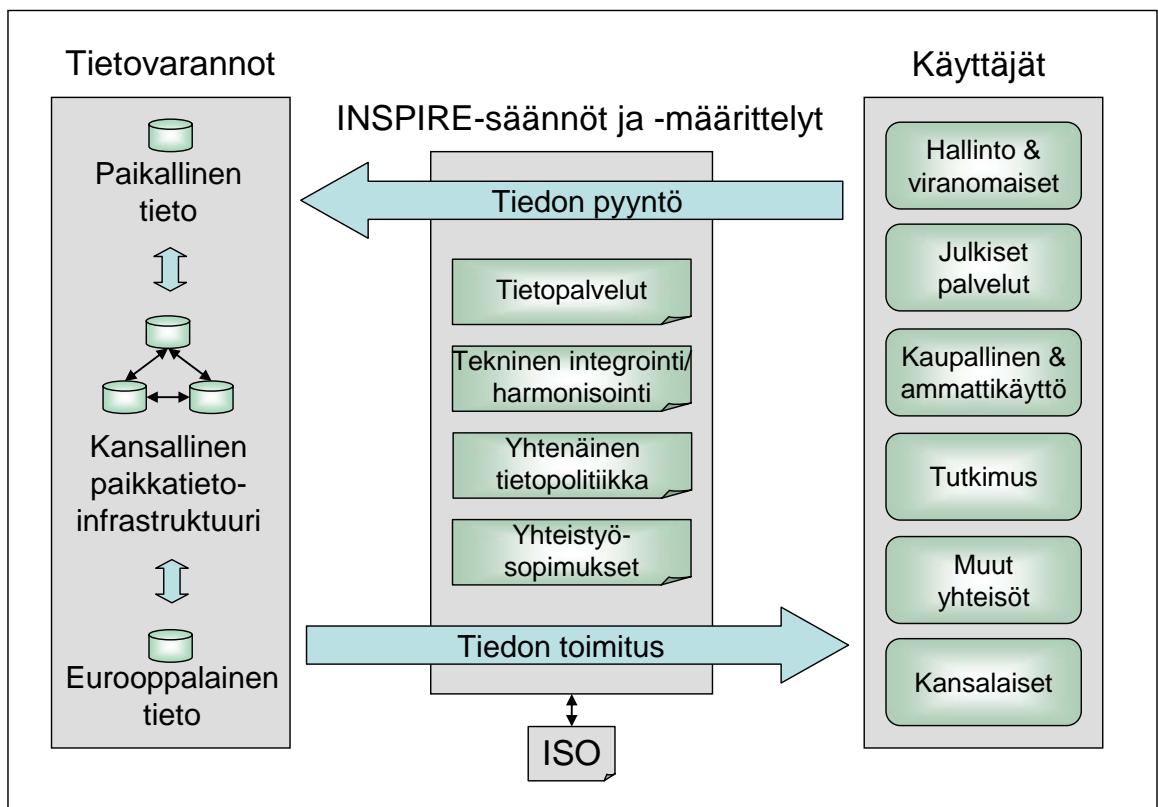 Tietovarannot
Paikallinen
tieto
Kansallinen
paikkatieto-
infrastruktuuri
Eurooppalainen
tieto
INSPIRE-säännöt ja -määrittelyt
Tiedon pyyntö
Tietopalvelut
Tekninen integrointi/
harmonisointi
Yhtenäinen
tietopolitiikka
Yhteistyö-
sopimukset
Tiedon toimitus
ISO
Käyttäjät
Hallinto &
viranomaiset
Julkiset
palvelut
Kaupallinen &
ammattikäyttö
Tutkimus
Muut
yhteisöt
Kansalaiset